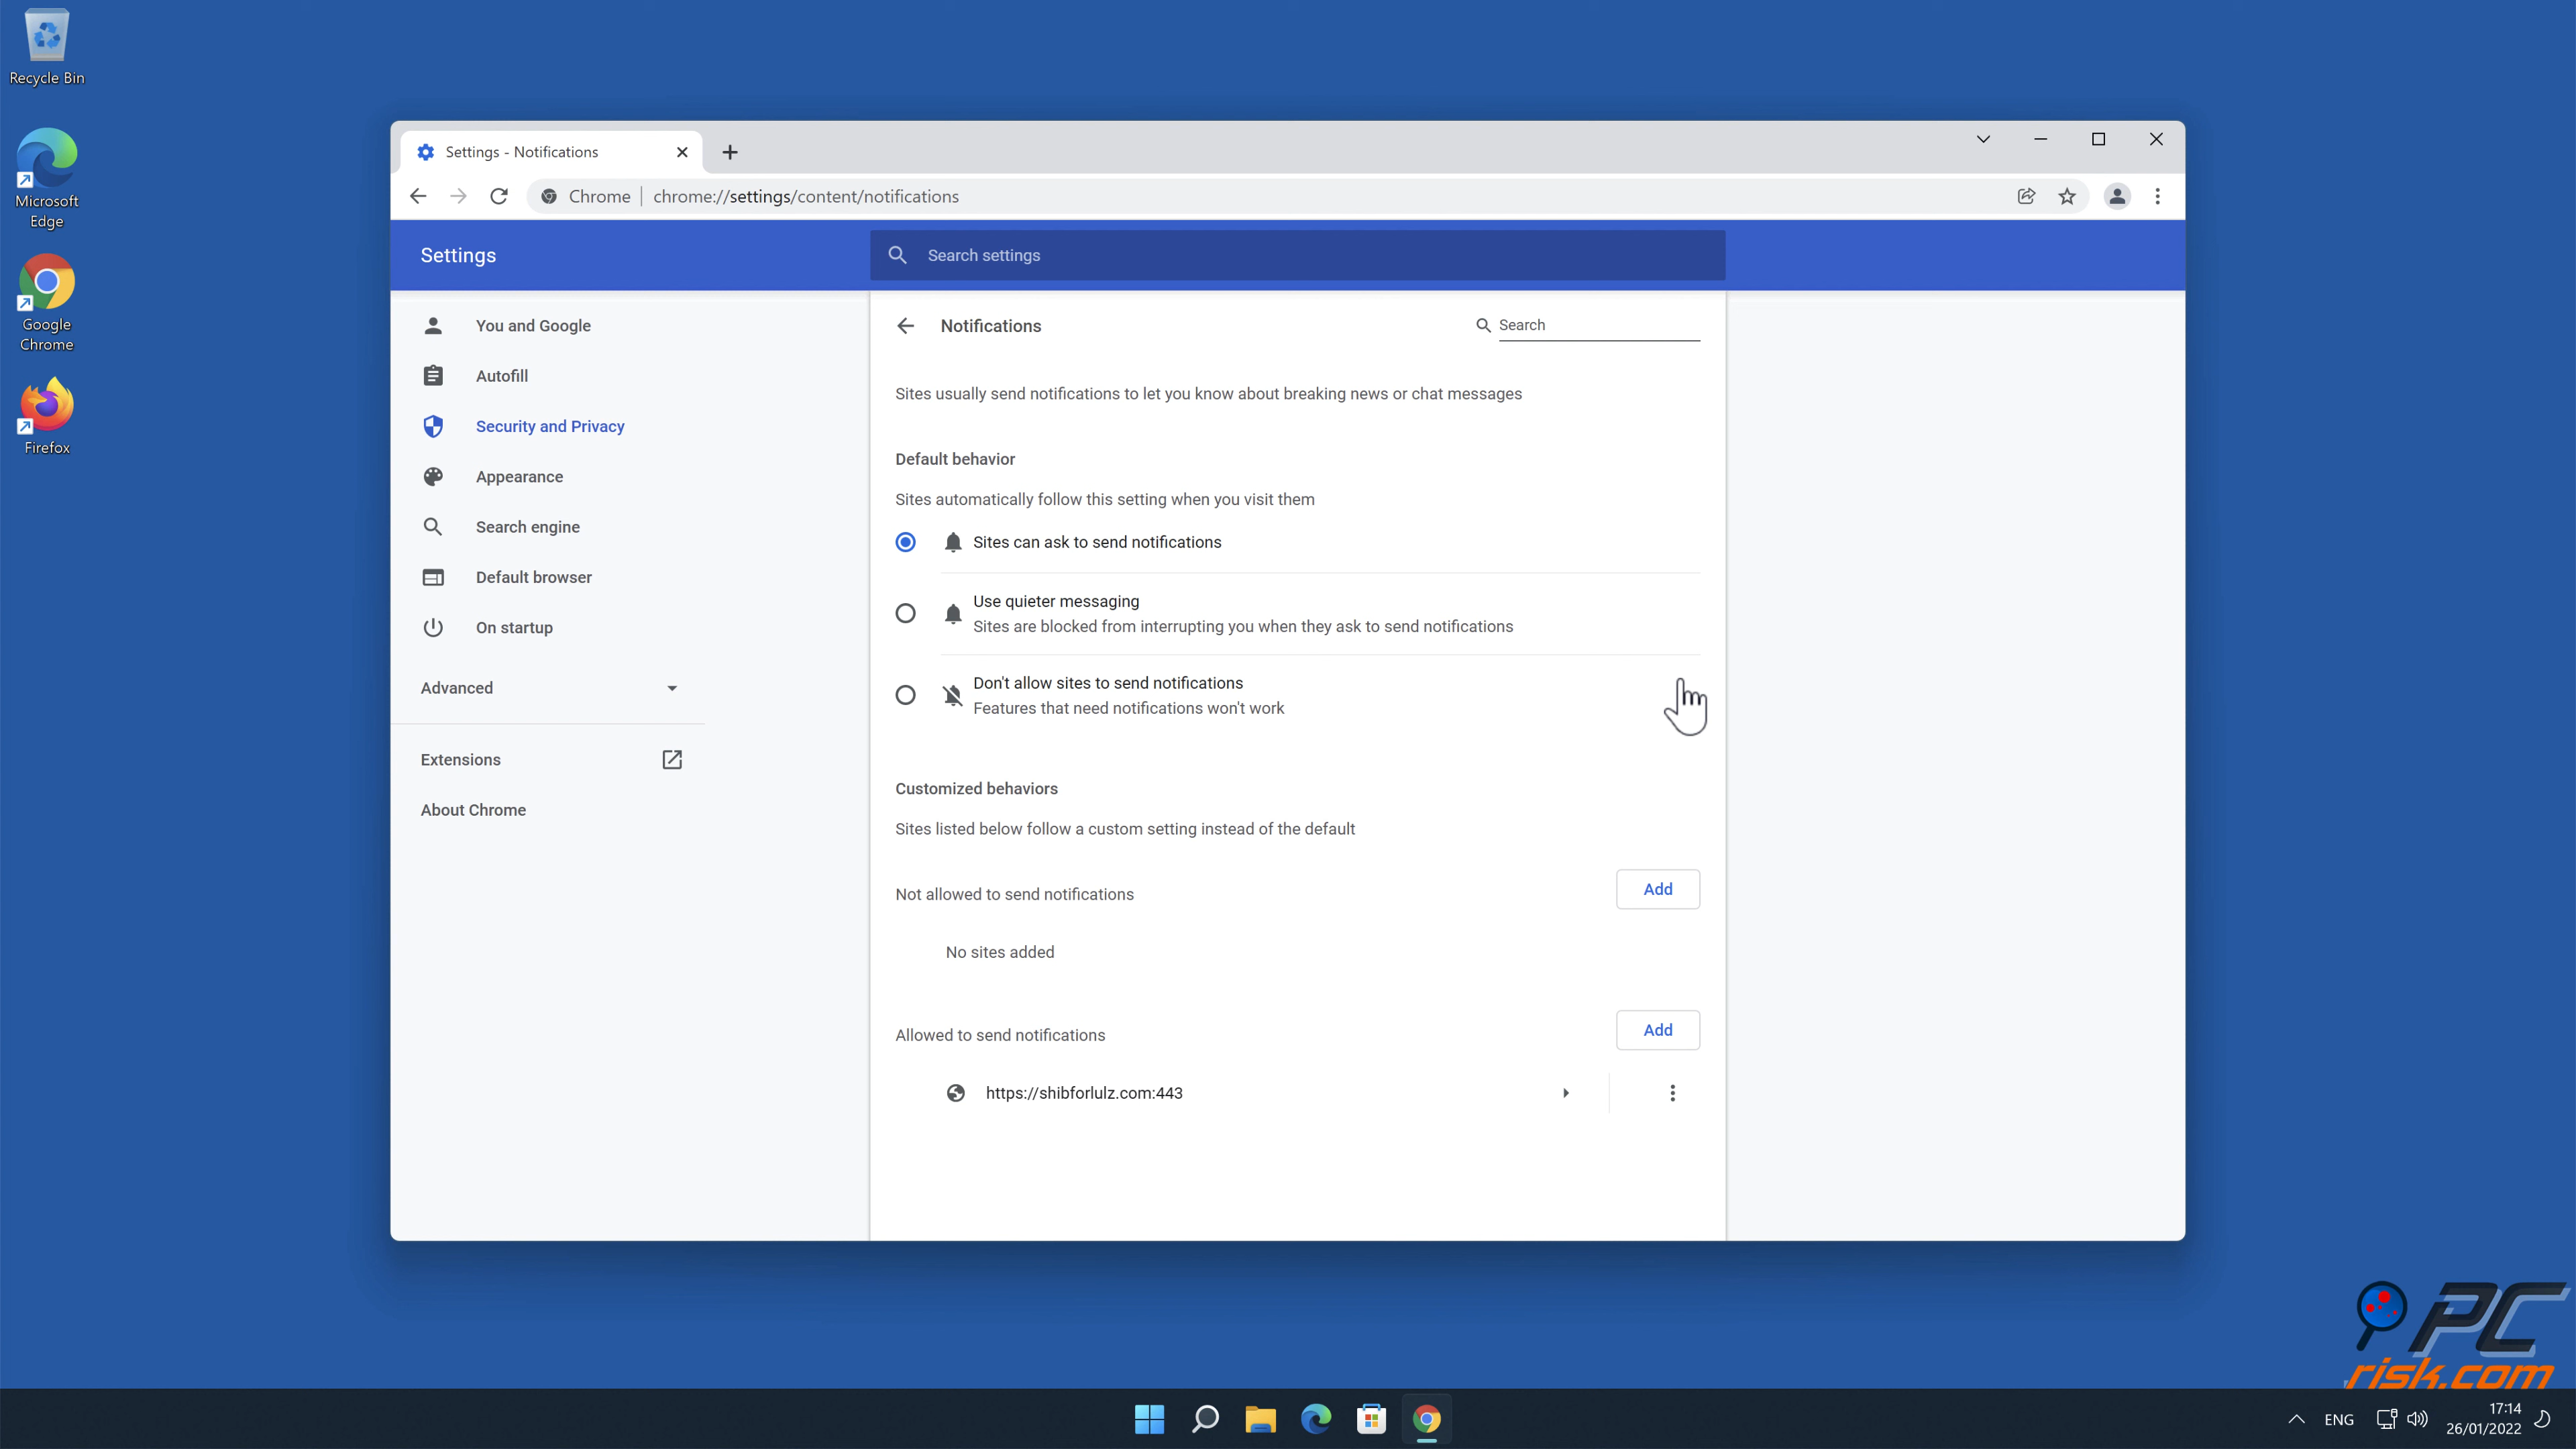 Recycle Bin
Microsoft
Edge
Google
Chrome
Firefox
Settings - Notifications
Chrome
chrome://settings/content/notifications
Settings
Search settings
You and Google
Autofill
Security and Privacy
Appearance
Search engine
Default browser
On startup
Advanced
Extensions
About Chrome
Notifications
Search
Sites usually send notifications to let you know about breaking news or chat messages
Default behavior
Sites automatically follow this setting when you visit them
Sites can ask to send notifications
Use quieter messaging
Sites are blocked from interrupting you when they ask to send notifications
Don't allow sites to send notifications
Features that need notifications won't work
Customized behaviors
Sites listed below follow a custom setting instead of the default
Not allowed to send notifications
Add
No sites added
Allowed to send notifications
Add
https://shibforlulz.com:443
PC
risk.com
ENG
17:14
26/01/2022